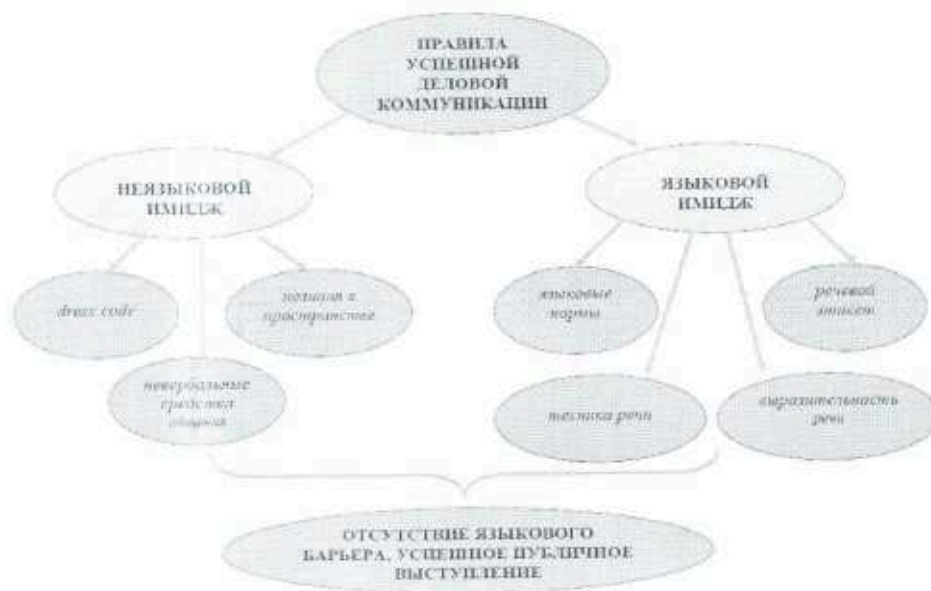 ПРАВИЛА
УСПЕШНОЙ
ДЕЛОВОЙ
КОММУНИКАЦИИ
НЕЯЗЫКОВОЙ
ИМИДЖ
ЯЗЫКОВОЙ
ИМИДЖ
dress code
позиция в
пространстве
языковые
нормы
речевой
этикет
невербальные
средства
общения
техника речи
выразительность
речи
ОТСУТСТВИЕ ЯЗЫКОВОГО
БАРЬЕРА, УСПЕШНОЕ ПУБЛИЧНОЕ
ВЫСТУПЛЕНИЕ